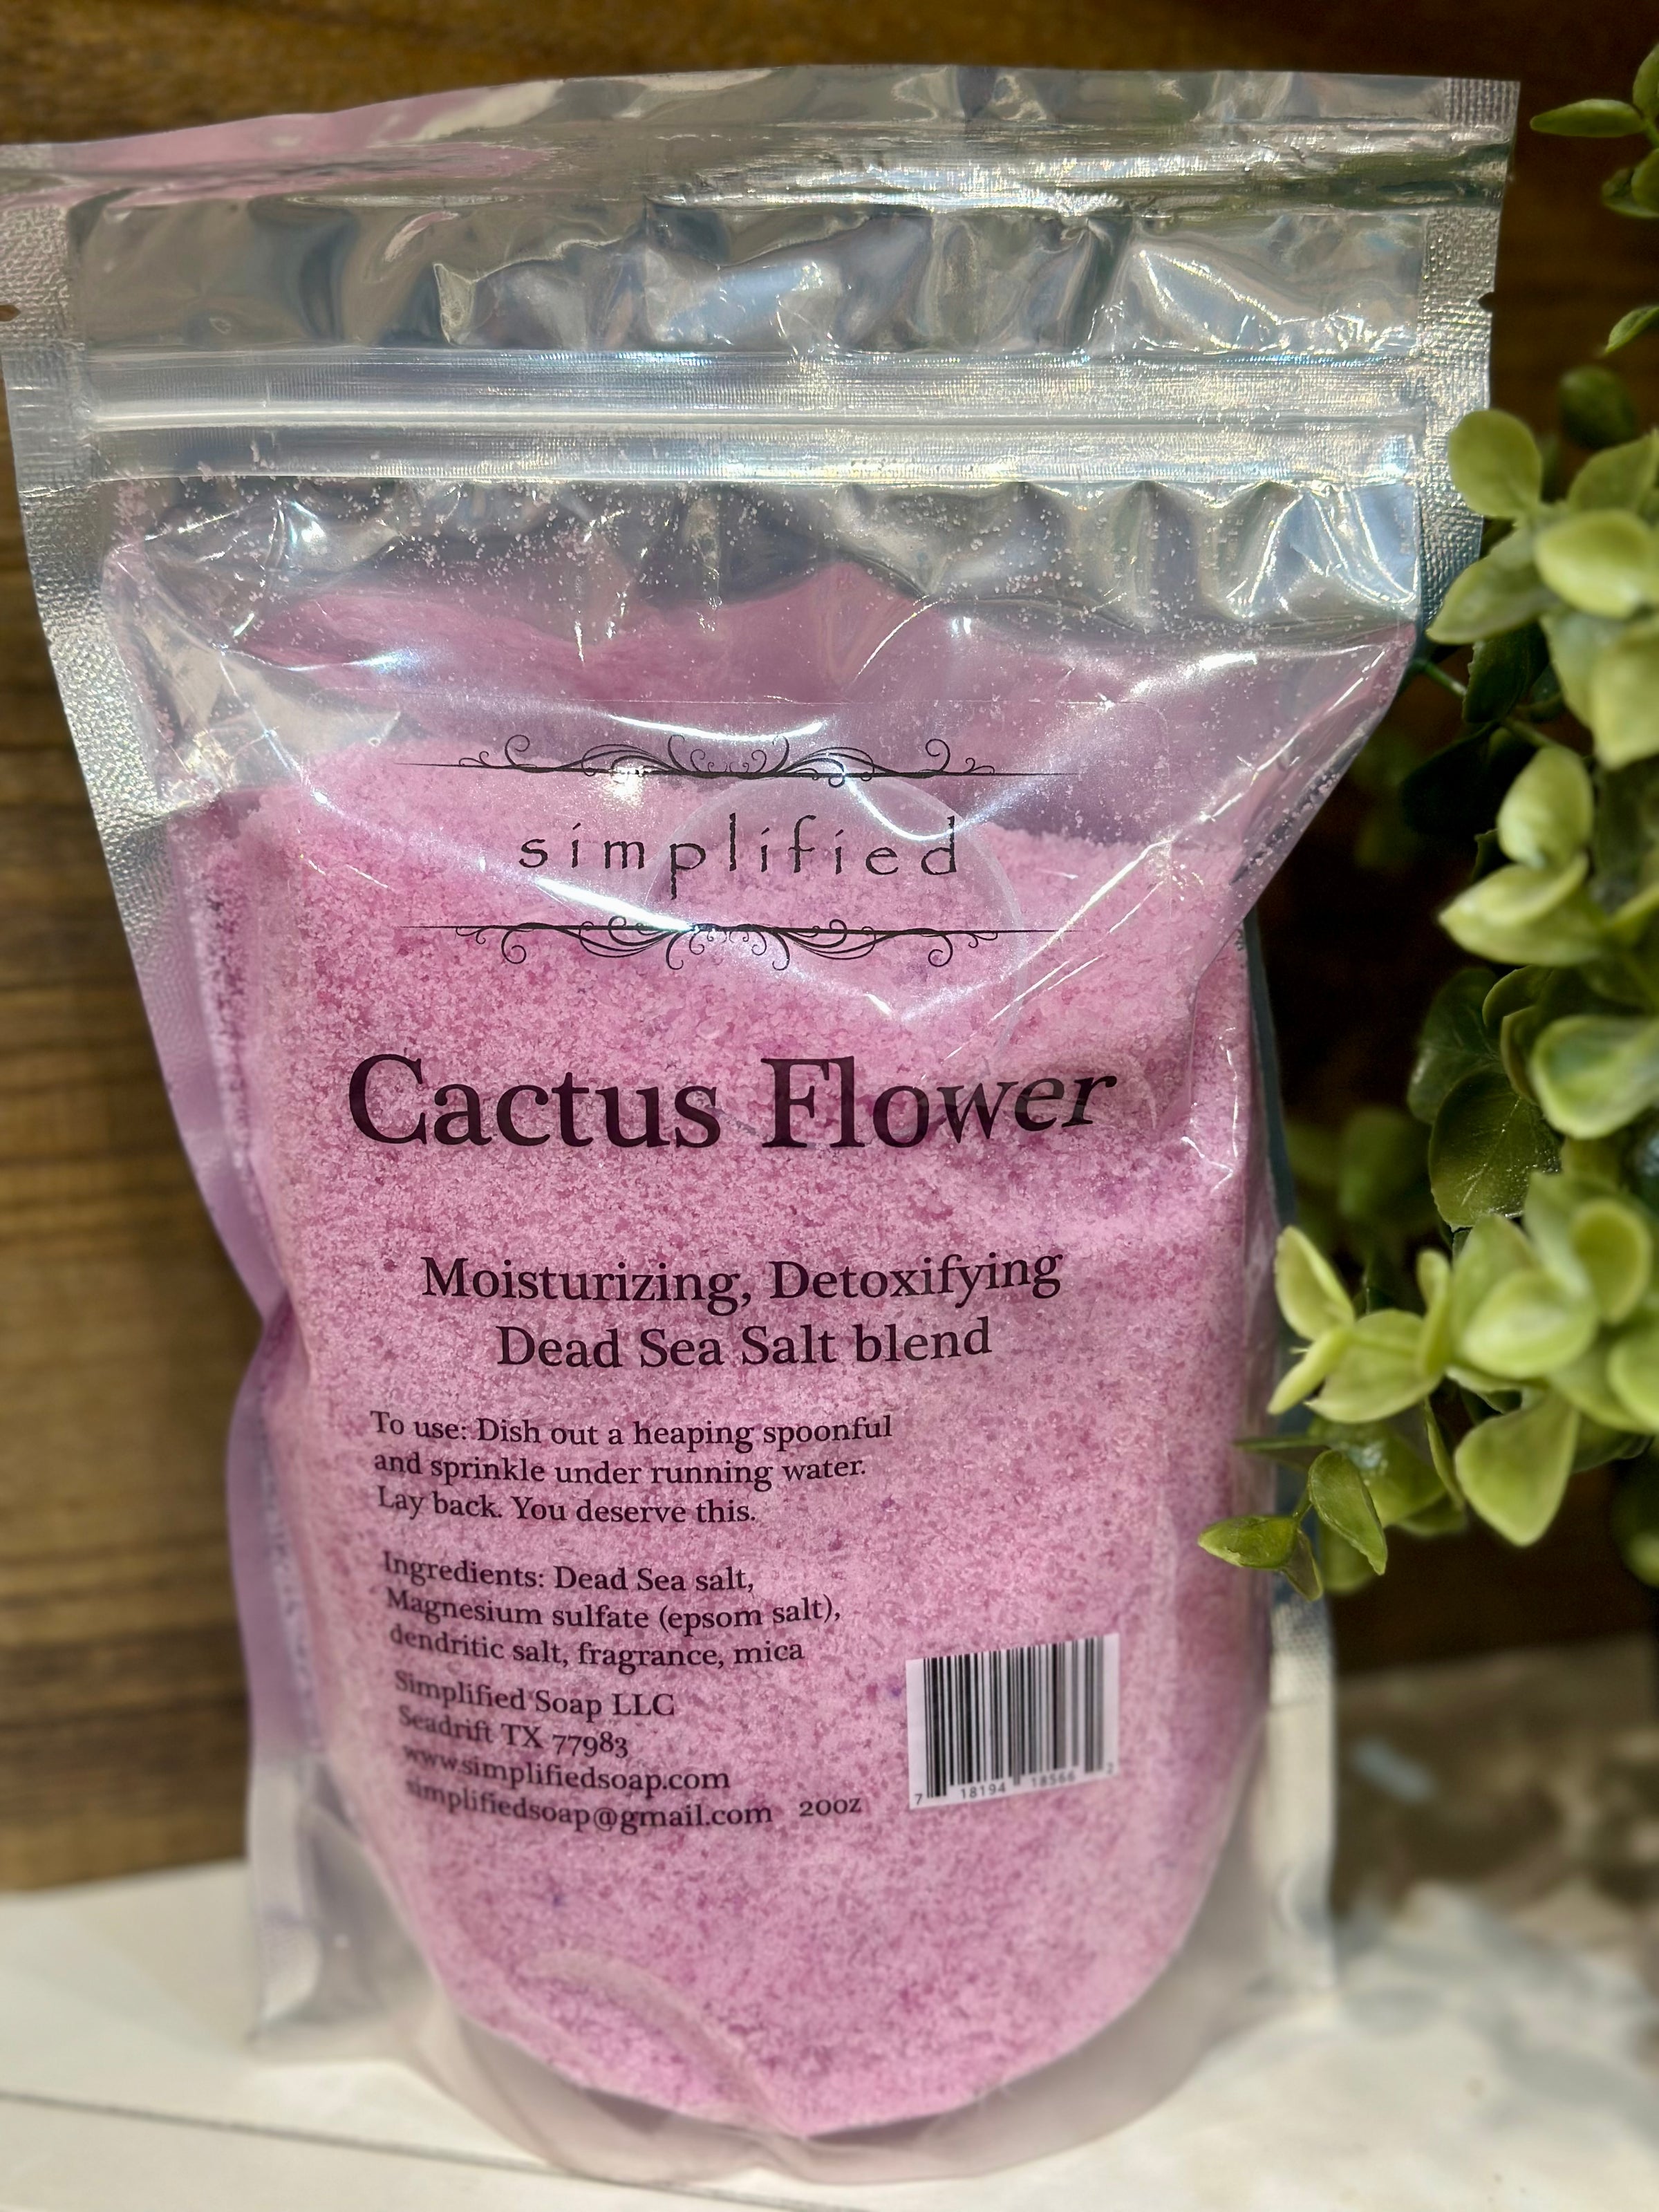 simplified
Cactus Flower
Moisturizing, Detoxifying
Dead Sea Salt blend
To use: Dish out a heaping spoonful
and sprinkle under running water.
Lay back. You deserve this.
Ingredients: Dead Sea salt,
Magnesium sulfate (epsom salt),
dendritic salt, fragrance, mica
Simplified Soap LLC
Seadrift TX 77983
www.simplifiedsoap.com
simplifiedsoap@gmail.com 20oz
7 18194 18566 2